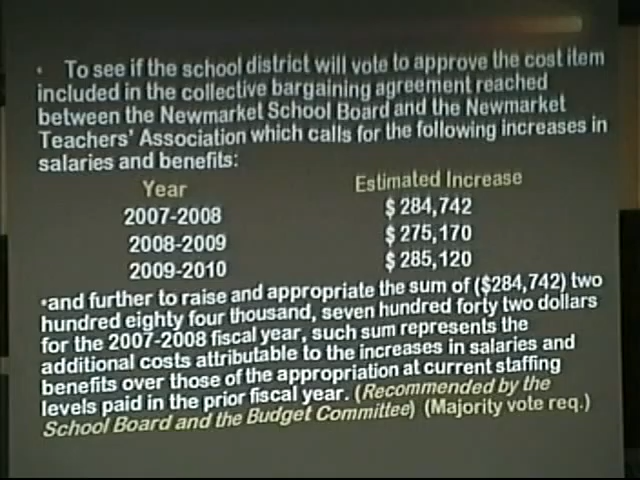 • To see if the school district will vote to approve the cost item
included in the collective bargaining agreement reached
between the Newmarket School Board and the Newmarket
Teachers' Association which calls for the following increases in
salaries and benefits:
Year Estimated Increase
2007-2008 $ 284,742
2008-2009 $ 275,170
2009-2010 $ 285,120
•and further to raise and appropriate the sum of ($284,742) two
hundred eighty four thousand, seven hundred forty two dollars
for the 2007-2008 fiscal year, such sum represents the
additional costs attributable to the increases in salaries and
benefits over those of the appropriation at current staffing
levels paid in the prior fiscal year. (Recommended by the
School Board and the Budget Committee) (Majority vote req.)